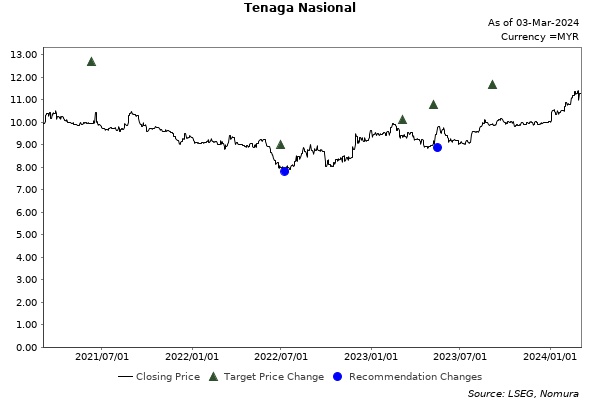 Tenaga Nasional
As of 03-Mar-2024
Currency =MYR
13.00
12.00
11.00
10.00
9.00
8.00
7.00
6.00
5.00
4.00
3.00
2.00
1.00
0.00
2021/07/01 2022/01/01 2022/07/01 2023/01/01 2023/07/01 2024/01/01
Closing Price Target Price Change Recommendation Changes
Source: LSEG, Nomura